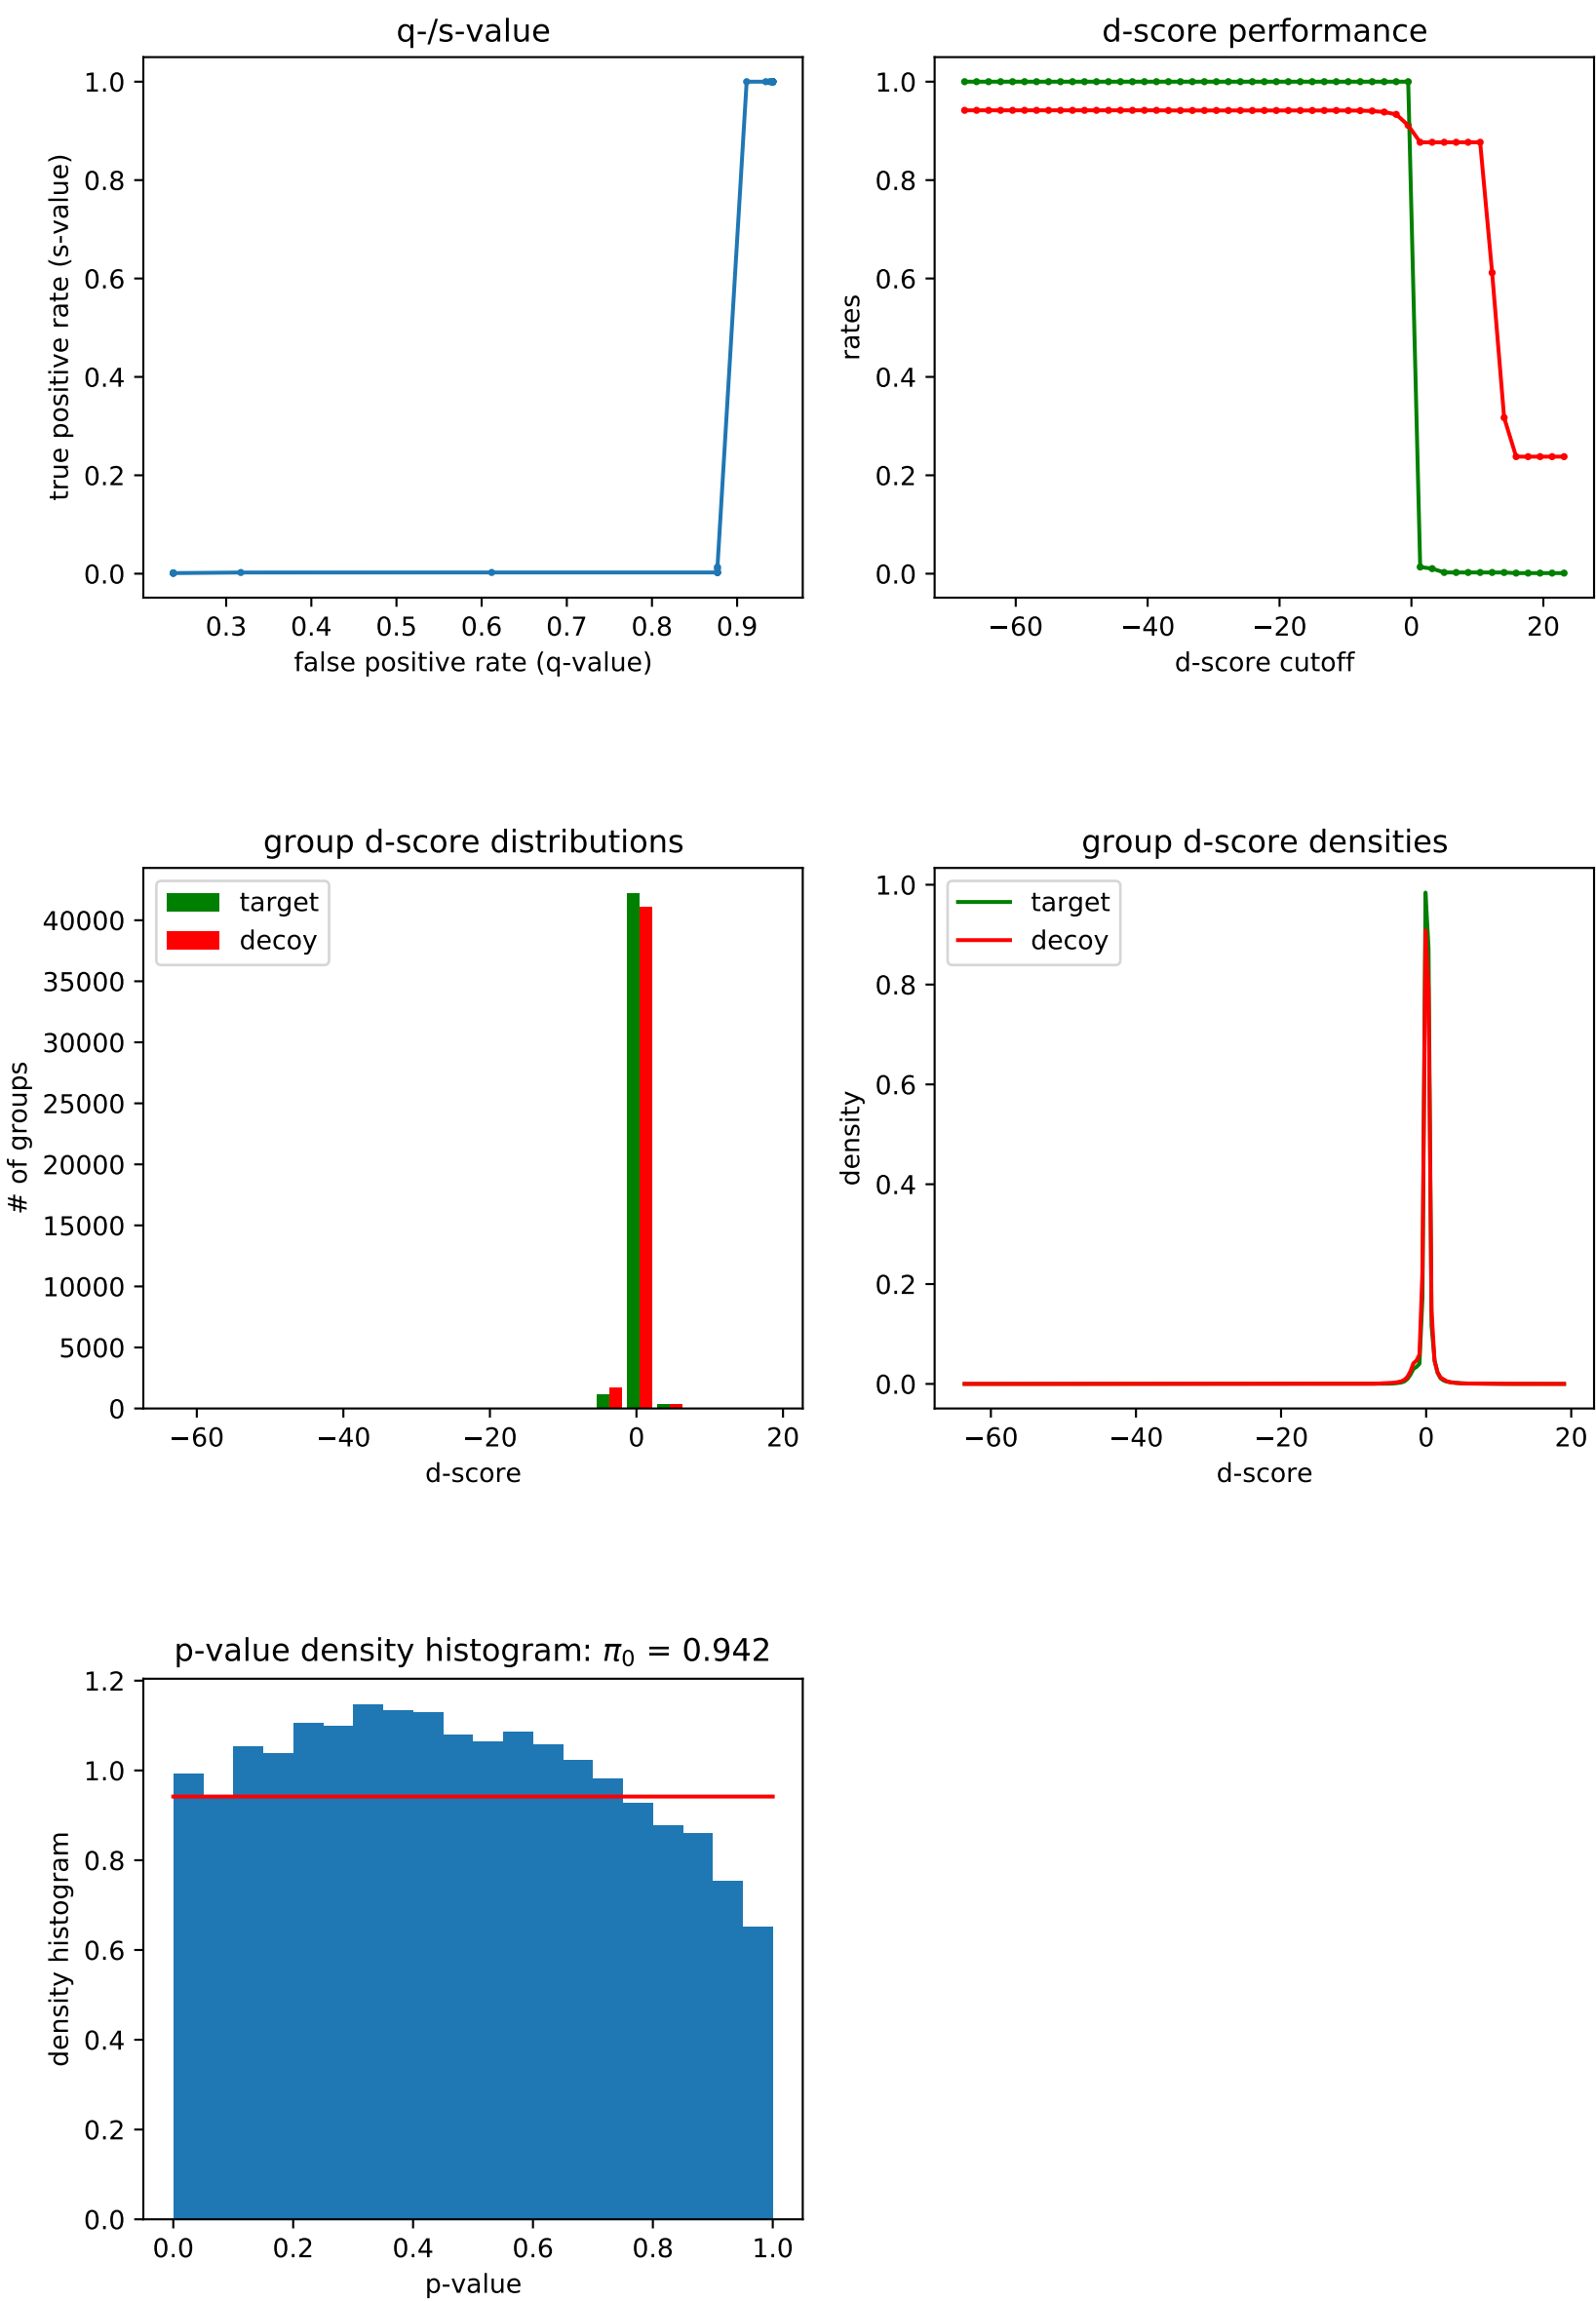 q-/s-value
1.0
0.8
0.6
0.4
0.2
0.0
true positive rate (s-value)
0.3 0.4 0.5 0.6 0.7 0.8 0.9
false positive rate (q-value)
d-score performance
1.0
0.8
0.6
0.4
0.2
0.0
rates
−60 −40 −20 0 20
d-score cutoff
group d-score distributions
target
decoy
40000
35000
30000
25000
20000
15000
10000
5000
0
# of groups
−60 −40 −20 0 20
d-score
group d-score densities
target
decoy
1.0
0.8
0.6
0.4
0.2
0.0
density
−60 −40 −20 0 20
d-score
p-value density histogram: π₀ = 0.942
1.2
1.0
0.8
0.6
0.4
0.2
0.0
density histogram
0.0 0.2 0.4 0.6 0.8 1.0
p-value